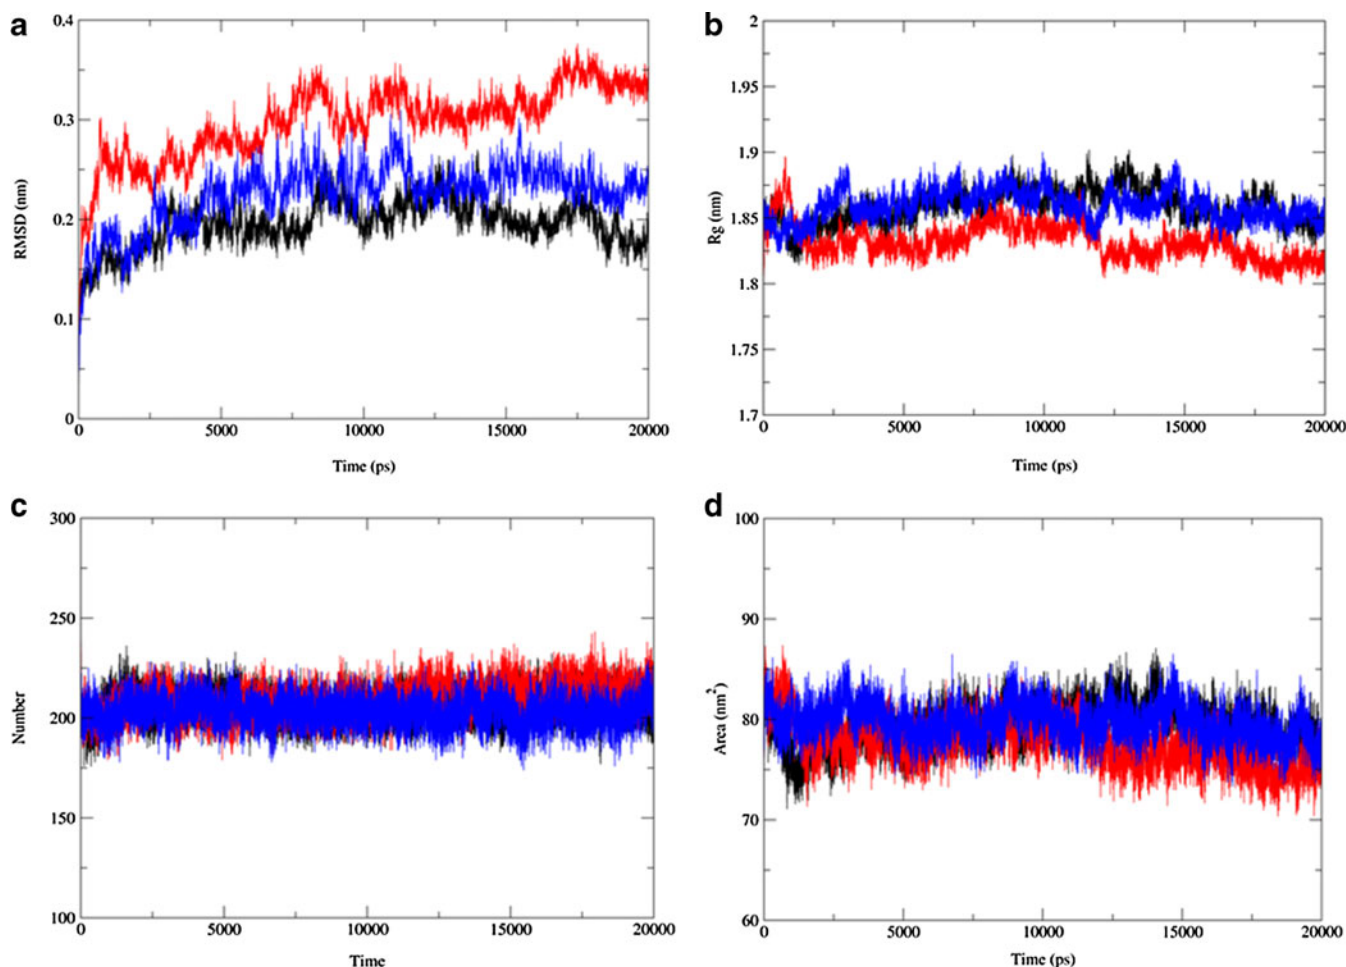 a
0.4
0.3
0.2
0.1
0
RMSD (nm)
0 5000 10000 15000 20000
Time (ps)
b
2
1.95
1.9
1.85
1.8
1.75
1.7
Rg (nm)
0 5000 10000 15000 20000
Time (ps)
c
300
250
200
150
100
Number
0 5000 10000 15000 20000
Time
d
100
90
80
70
60
Area (nm²)
0 5000 10000 15000 20000
Time (ps)